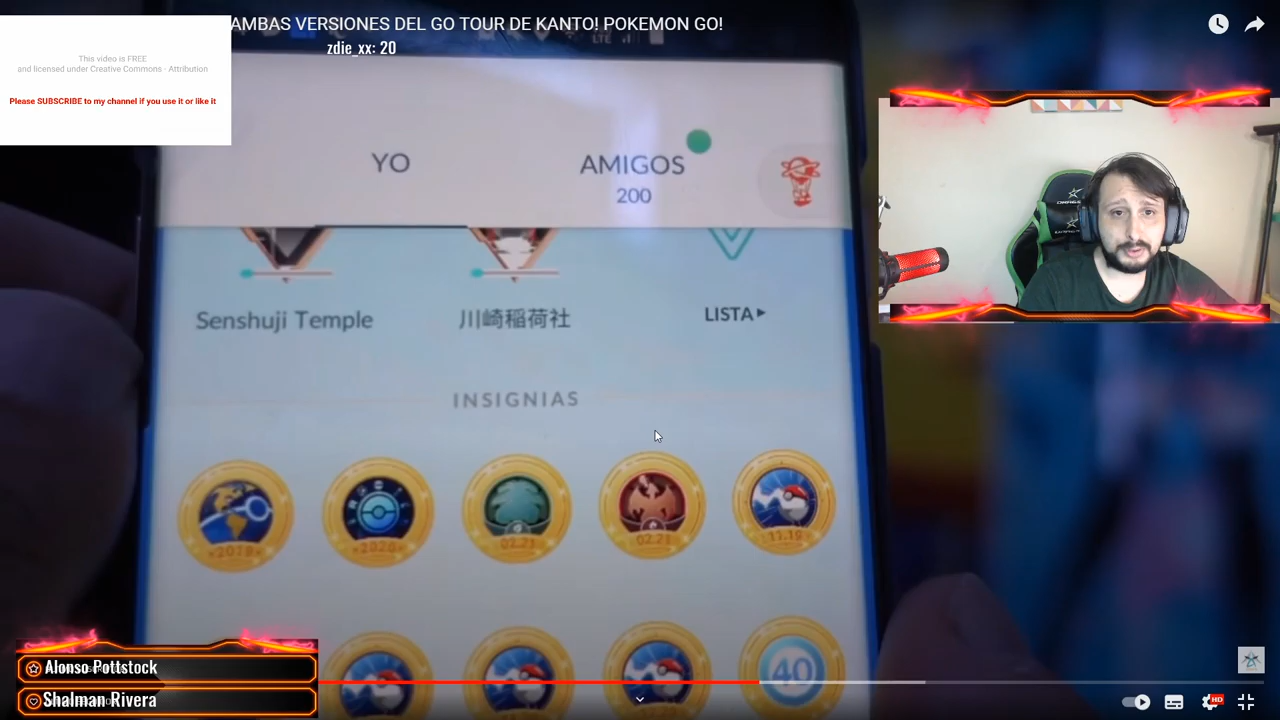 AMBAS VERSIONES DEL GO TOUR DE KANTO! POKEMON GO!
zdie_xx: 20
This video is FREE
and licensed under Creative Commons - Attribution
Please SUBSCRIBE to my channel if you use it or like it
YO
AMIGOS
200
Senshuji Temple
川崎稲荷社
LISTA
INSIGNIAS
2019
2020
02.21
02.21
11.19
40
Alonso Pottstock
Shalman Rivera
HD